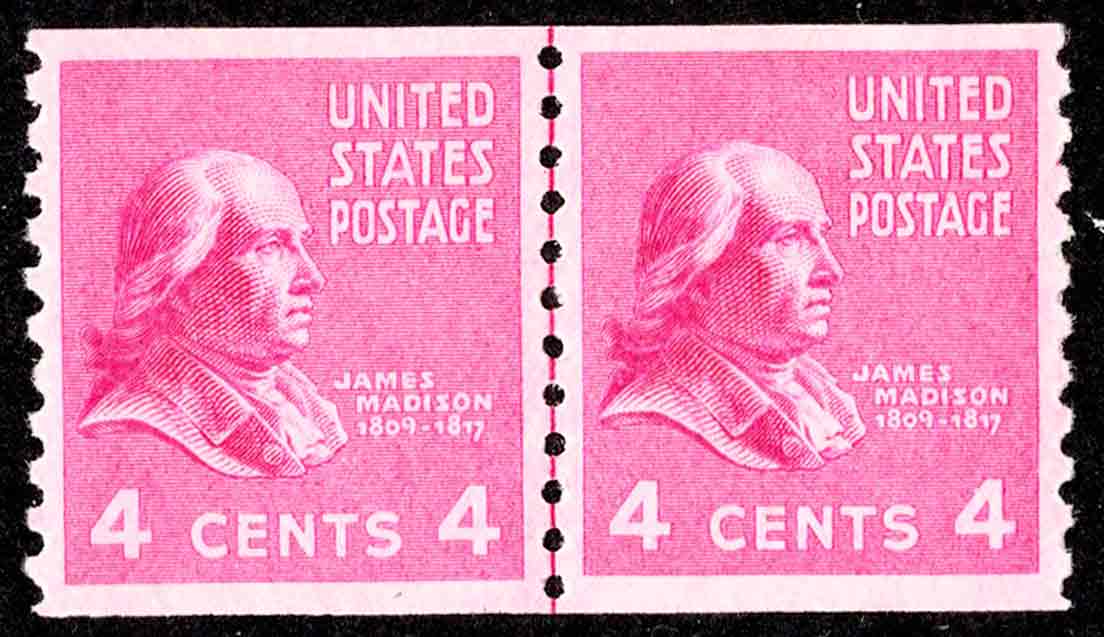 UNITED
STATES
POSTAGE
JAMES
MADISON
1809-1817
4 CENTS 4
UNITED
STATES
POSTAGE
JAMES
MADISON
1809-1817
4 CENTS 4